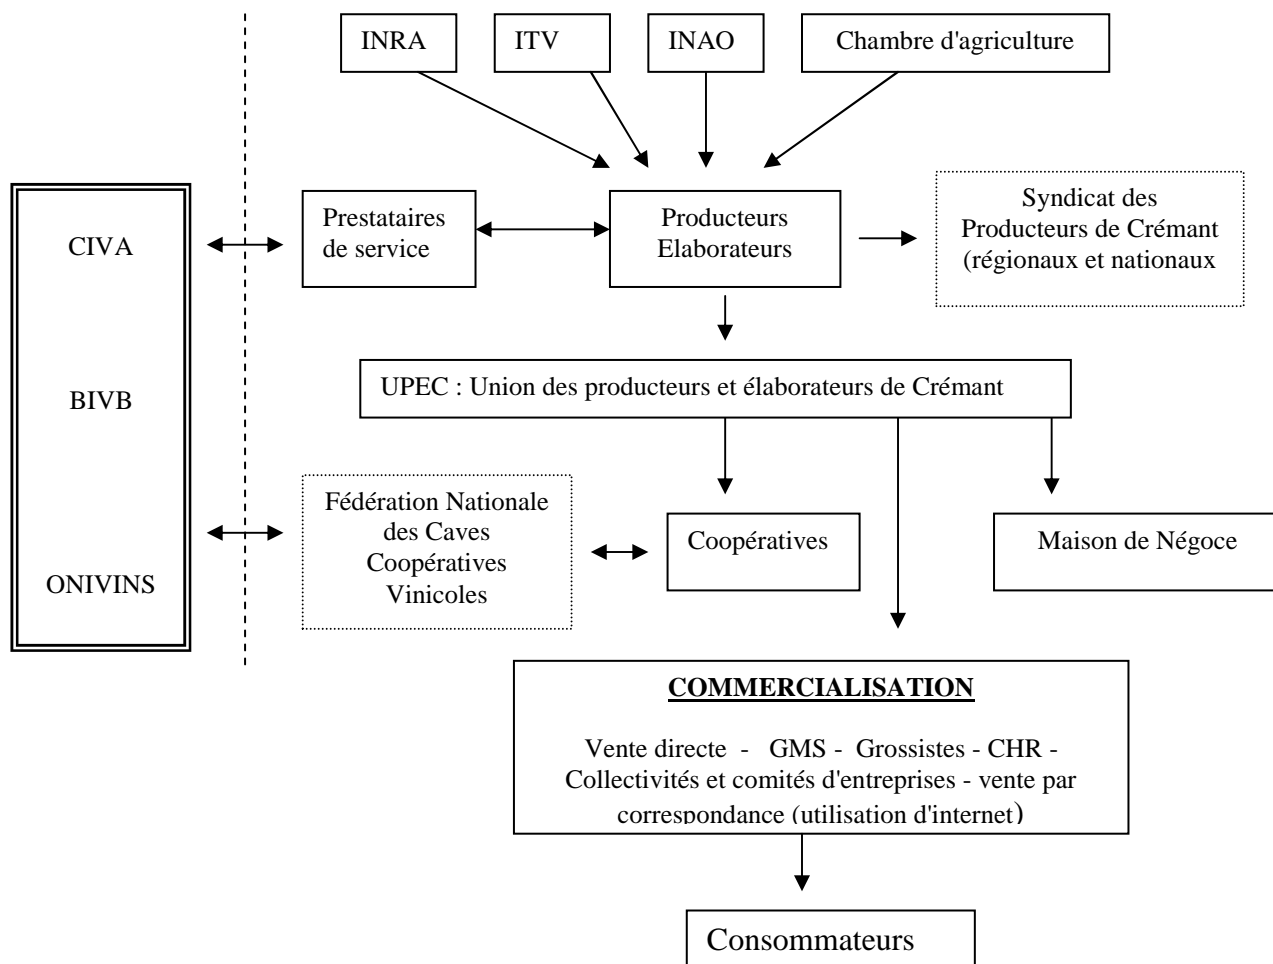 INRA
ITV
INAO
Chambre d'agriculture
CIVA
BIVB
ONIVINS
Prestataires
de service
Producteurs
Elaborateurs
Syndicat des
Producteurs de Crémant
(régionaux et nationaux
UPEC : Union des producteurs et élaborateurs de Crémant
Fédération Nationale
des Caves
Coopératives
Vinicoles
Coopératives
Maison de Négoce
COMMERCIALISATION
Vente directe - GMS - Grossistes - CHR -
Collectivités et comités d'entreprises - vente par
correspondance (utilisation d'internet)
Consommateurs